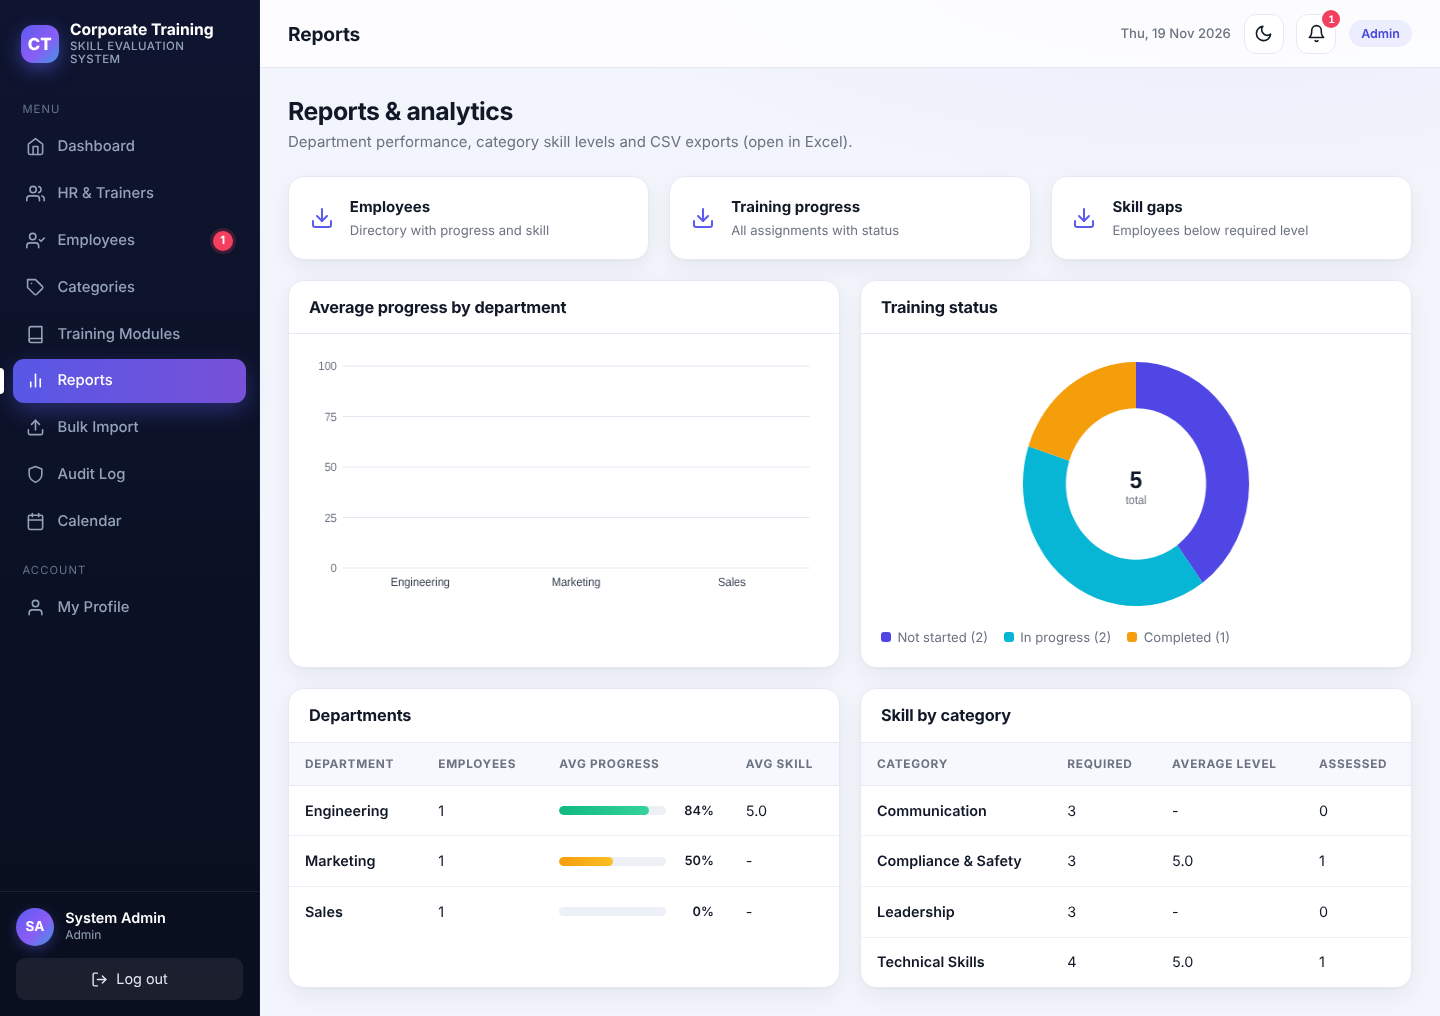 CT
Corporate Training
SKILL EVALUATION
SYSTEM
MENU
Dashboard
HR & Trainers
Employees
1
Categories
Training Modules
Reports
Bulk Import
Audit Log
Calendar
ACCOUNT
My Profile
SA
System Admin
Admin
Log out
Reports
Thu, 19 Nov 2026
1
Admin
Reports & analytics
Department performance, category skill levels and CSV exports (open in Excel).
Employees
Directory with progress and skill
Training progress
All assignments with status
Skill gaps
Employees below required level
Average progress by department
100
75
50
25
0
Engineering Marketing Sales
Training status
5
total
Not started (2) In progress (2) Completed (1)
Departments
DEPARTMENT EMPLOYEES AVG PROGRESS AVG SKILL
Engineering 1 84% 5.0
Marketing 1 50% -
Sales 1 0% -
Skill by category
CATEGORY REQUIRED AVERAGE LEVEL ASSESSED
Communication 3 - 0
Compliance & Safety 3 5.0 1
Leadership 3 - 0
Technical Skills 4 5.0 1